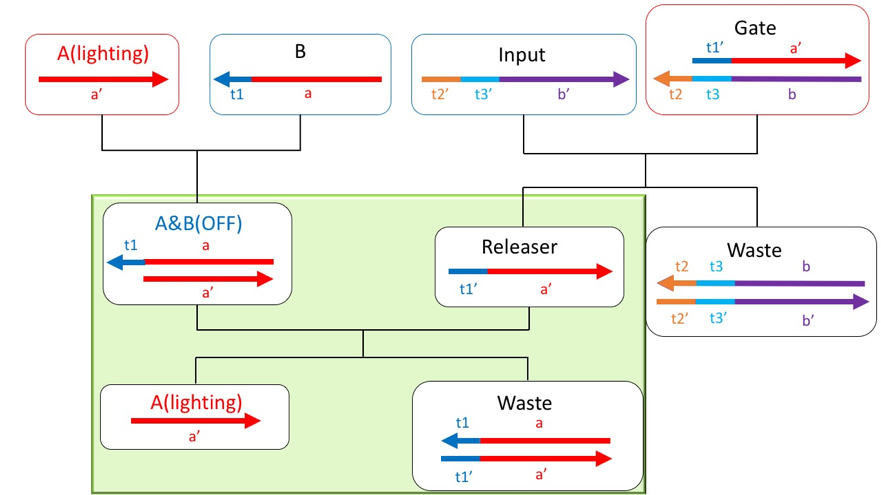 A(lighting)
a’
B
t1 a
Input
t2’ t3’ b’
Gate
t1’ a’
t2 t3 b
A&B(OFF)
t1 a
a’
Releaser
t1’ a’
Waste
t2 t3 b
t2’ t3’ b’
A(lighting)
a’
Waste
t1 a
t1’ a’